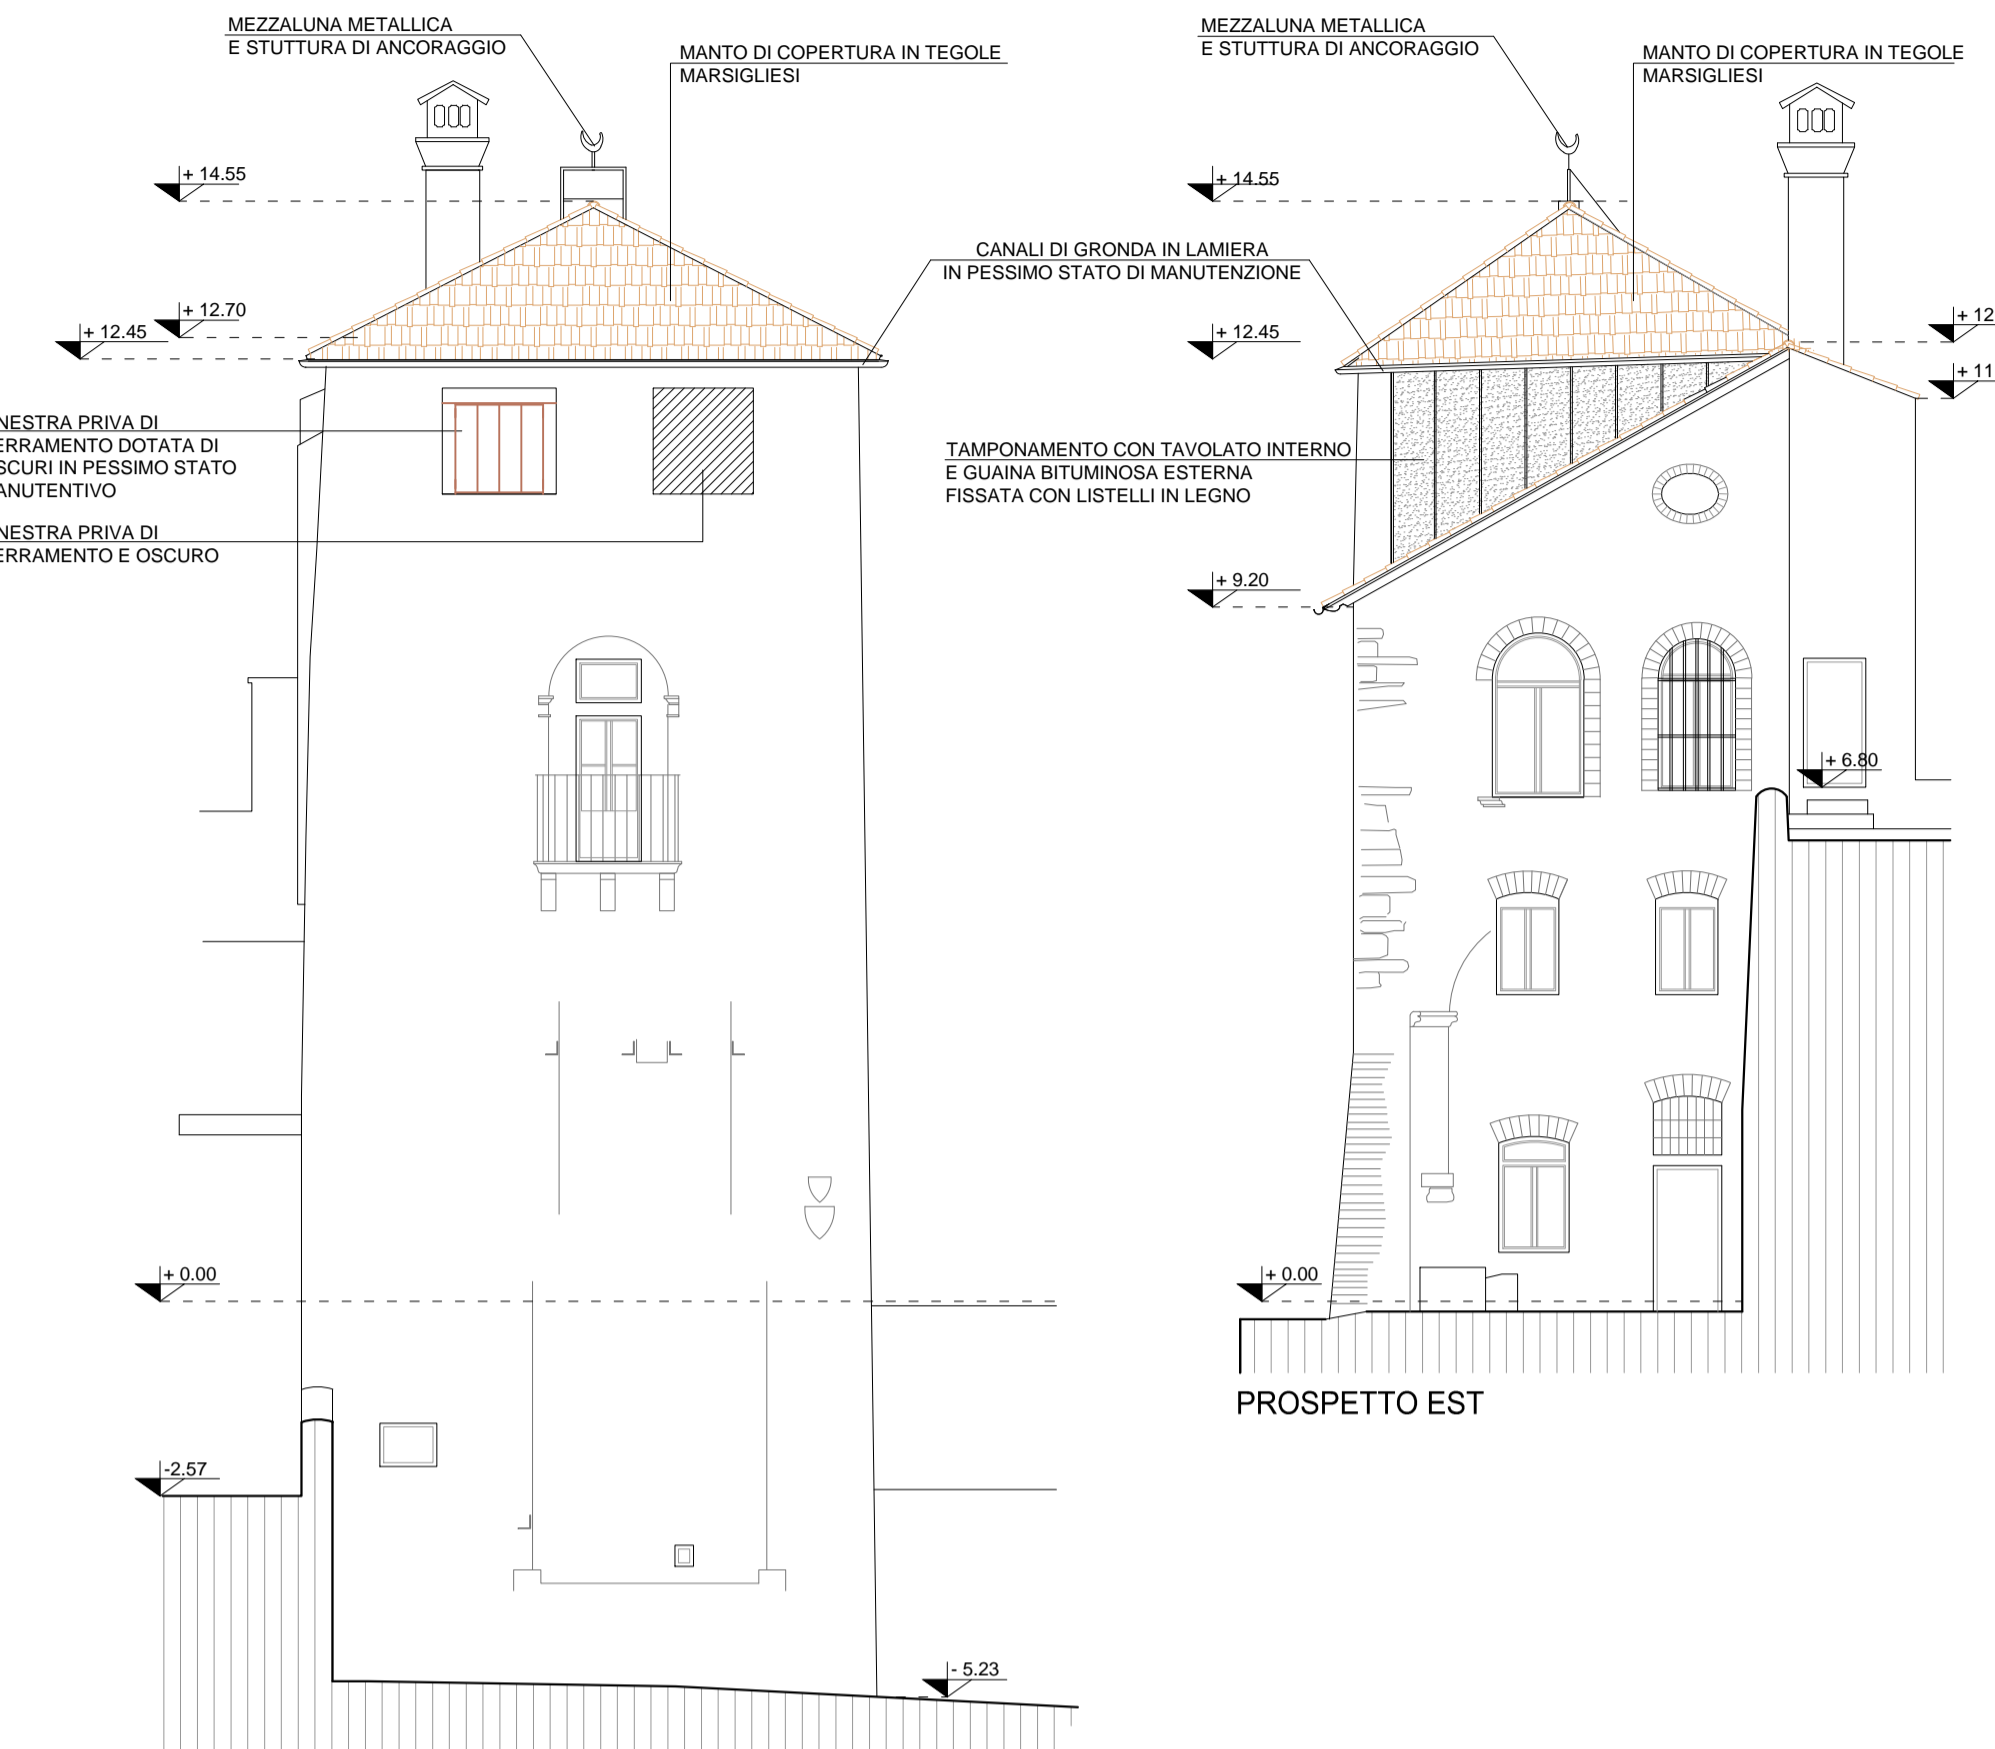 MEZZALUNA METALLICA
E STUTTURA DI ANCORAGGIO
MANTO DI COPERTURA IN TEGOLE
MARSIGLIESI
+ 14.55
+ 12.70
+ 12.45
NESTRA PRIVA DI
ERRAMENTO DOTATA DI
SCURI IN PESSIMO STATO
ANUTENTIVO
NESTRA PRIVA DI
ERRAMENTO E OSCURO
+ 0.00
-2.57
- 5.23
CANALI DI GRONDA IN LAMIERA
IN PESSIMO STATO DI MANUTENZIONE
MEZZALUNA METALLICA
E STUTTURA DI ANCORAGGIO
MANTO DI COPERTURA IN TEGOLE
MARSIGLIESI
+ 14.55
+ 12.45
+ 12
+ 11
TAMPONAMENTO CON TAVOLATO INTERNO
E GUAINA BITUMINOSA ESTERNA
FISSATA CON LISTELLI IN LEGNO
+ 9.20
+ 6.80
+ 0.00
PROSPETTO EST